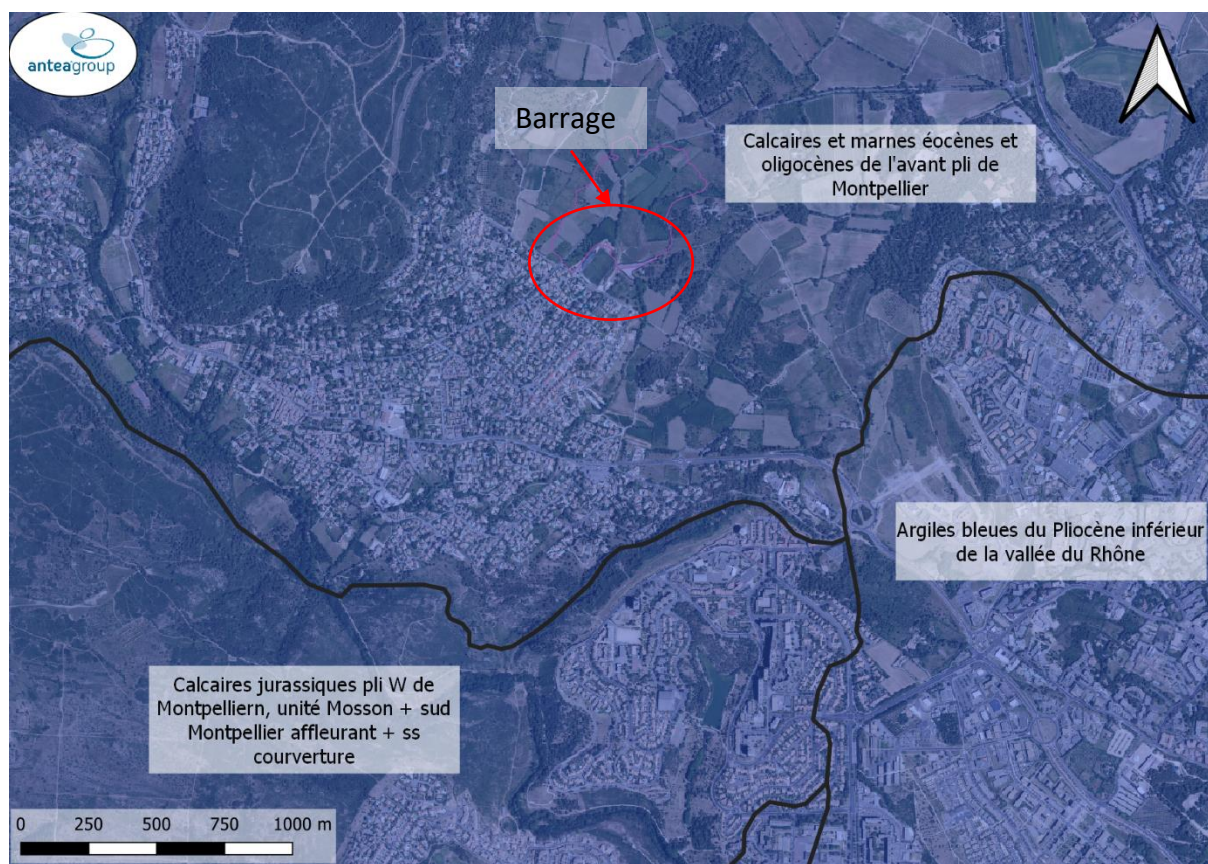 anteagroup
Barrage
Calcaires et marnes éocènes et
oligocènes de l'avant pli de
Montpellier
Argiles bleues du Pliocène inférieur
de la vallée du Rhône
Calcaires jurassiques pli W de
Montpelliern, unité Mosson + sud
Montpellier affleurant + ss
courverture
0 250 500 750 1000 m